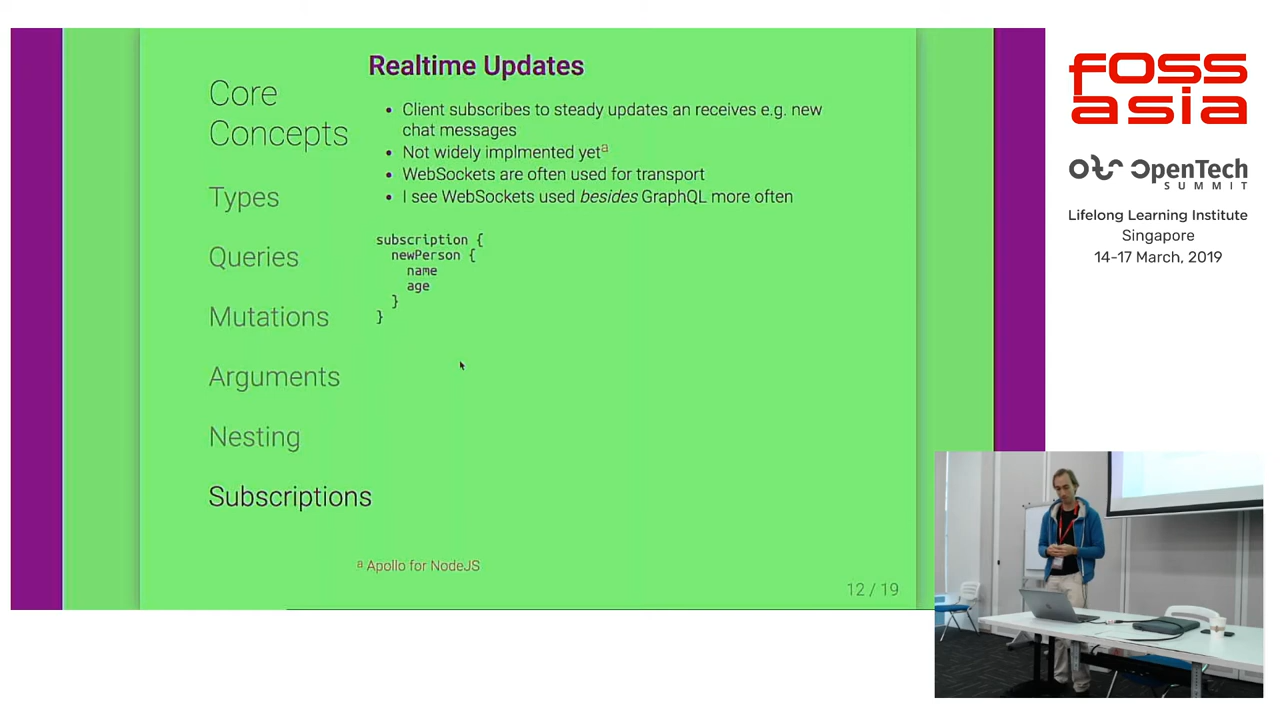 Core
Concepts
Types
Queries
Mutations
Arguments
Nesting
Subscriptions
Realtime Updates
• Client subscribes to steady updates an receives e.g. new
chat messages
• Not widely implmented yetª
• WebSockets are often used for transport
• I see WebSockets used besides GraphQL more often
subscription {
newPerson {
name
age
}
}
ª Apollo for NodeJS
12 / 19
FOSS
asia
OpenTech
SUMMIT
Lifelong Learning Institute
Singapore
14-17 March, 2019